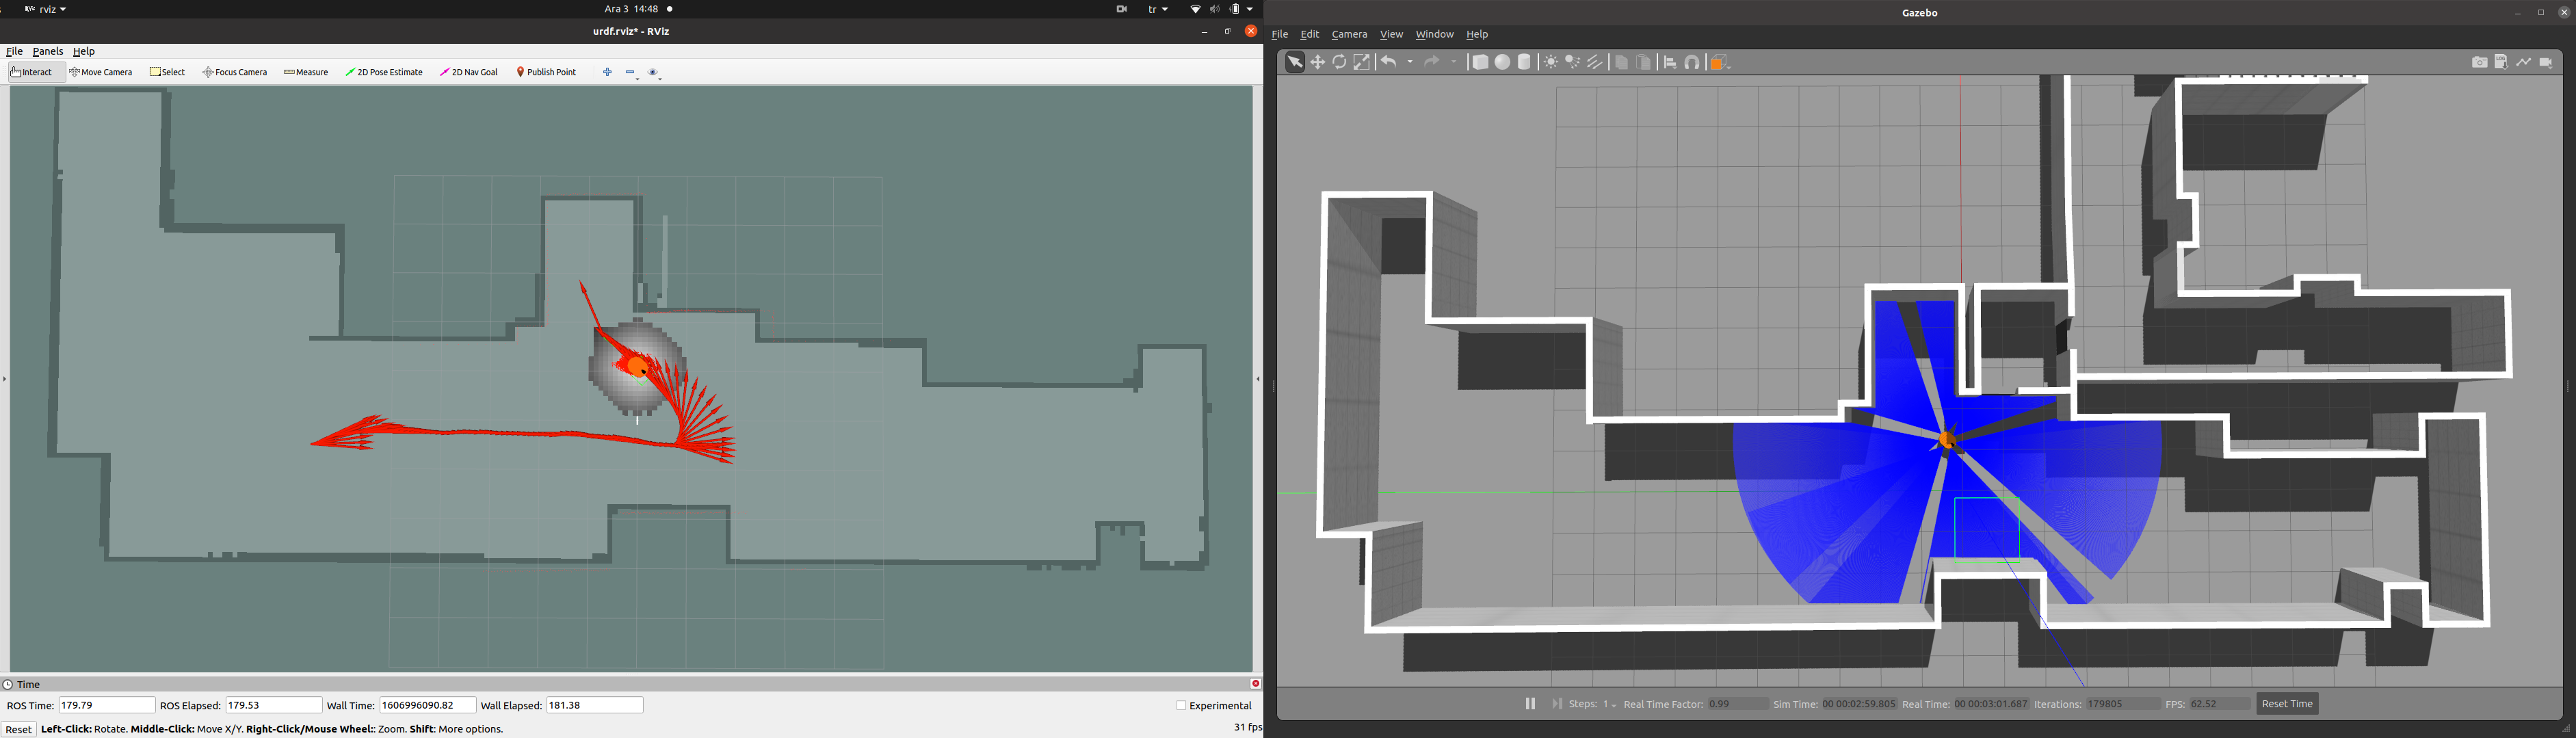 rviz
Ara 3 14:48
tr
urdf.rviz* - RViz
File Panels Help
Interact Move Camera Select Focus Camera Measure 2D Pose Estimate 2D Nav Goal Publish Point
Time
ROS Time: 179.79 ROS Elapsed: 179.53 Wall Time: 1606996090.82 Wall Elapsed: 181.38 Experimental
Reset Left-Click: Rotate. Middle-Click: Move X/Y. Right-Click/Mouse Wheel:: Zoom. Shift: More options. 31 fps
Gazebo
File Edit Camera View Window Help
LOG
Steps: 1 Real Time Factor: 0.99 Sim Time: 00 00:02:59.805 Real Time: 00 00:03:01.687 Iterations: 179805 FPS: 62.52 Reset Time